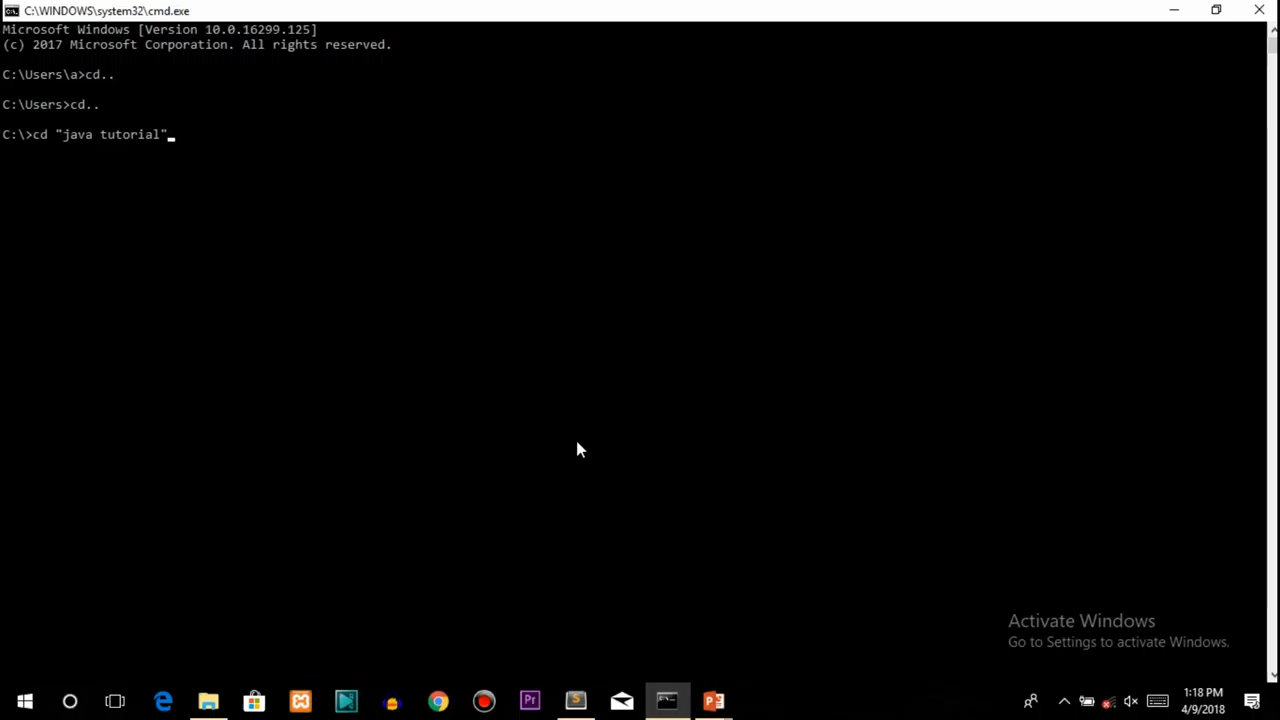 C:\WINDOWS\system32\cmd.exe
Microsoft Windows [Version 10.0.16299.125]
(c) 2017 Microsoft Corporation. All rights reserved.
C:\Users\a>cd..
C:\Users>cd..
C:\>cd "java tutorial"
Activate Windows
Go to Settings to activate Windows.
Pr
S
1:18 PM
4/9/2018